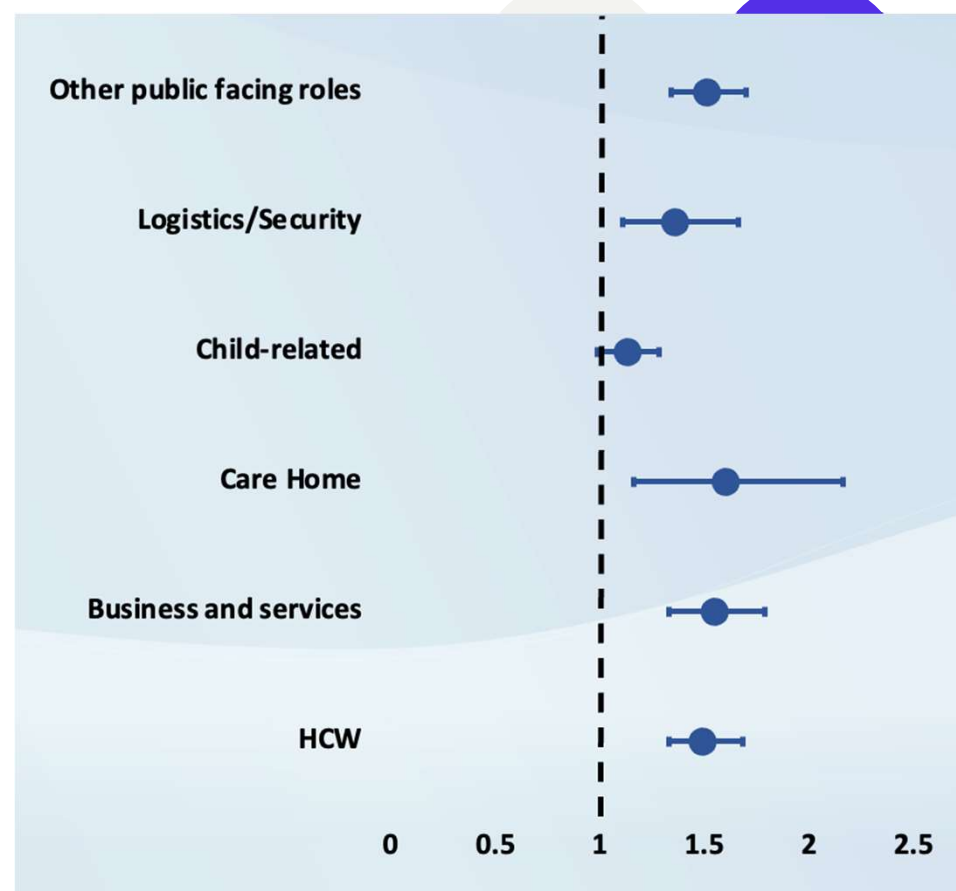 Other public facing roles
Logistics/Security
Child-related
Care Home
Business and services
HCW
0 0.5 1 1.5 2 2.5